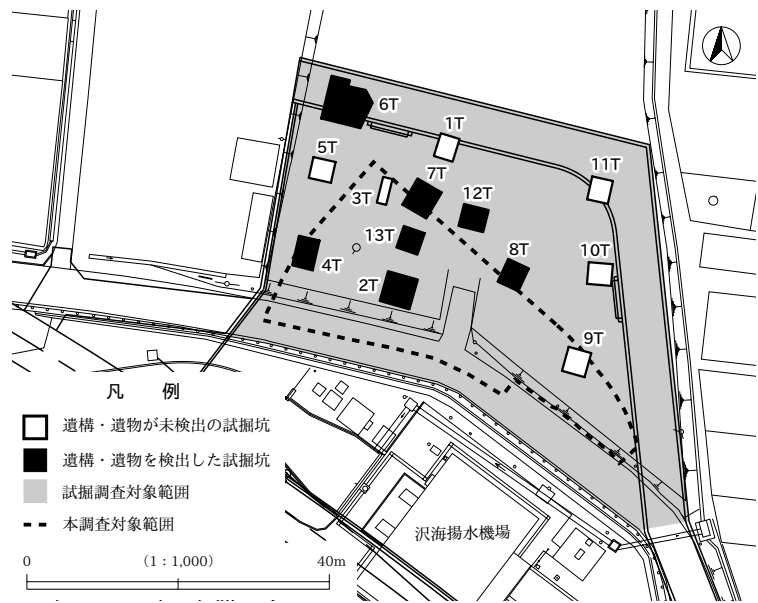 6T
1T
5T
11T
7T
3T
12T
13T
8T
10T
4T
2T
9T
凡 例
遺構・遺物が未検出の試掘坑
遺構・遺物を検出した試掘坑
試掘調査対象範囲
本調査対象範囲
沢海揚水機場
0 (1：1,000) 40m